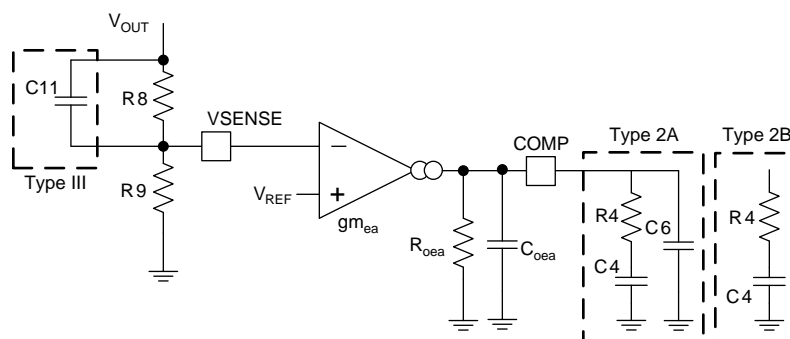 VOUT
C11
R8
VSENSE
Type III
R9
VREF
gmea
COMP
Roea
Coea
Type 2A
R4
C6
C4
Type 2B
R4
C4